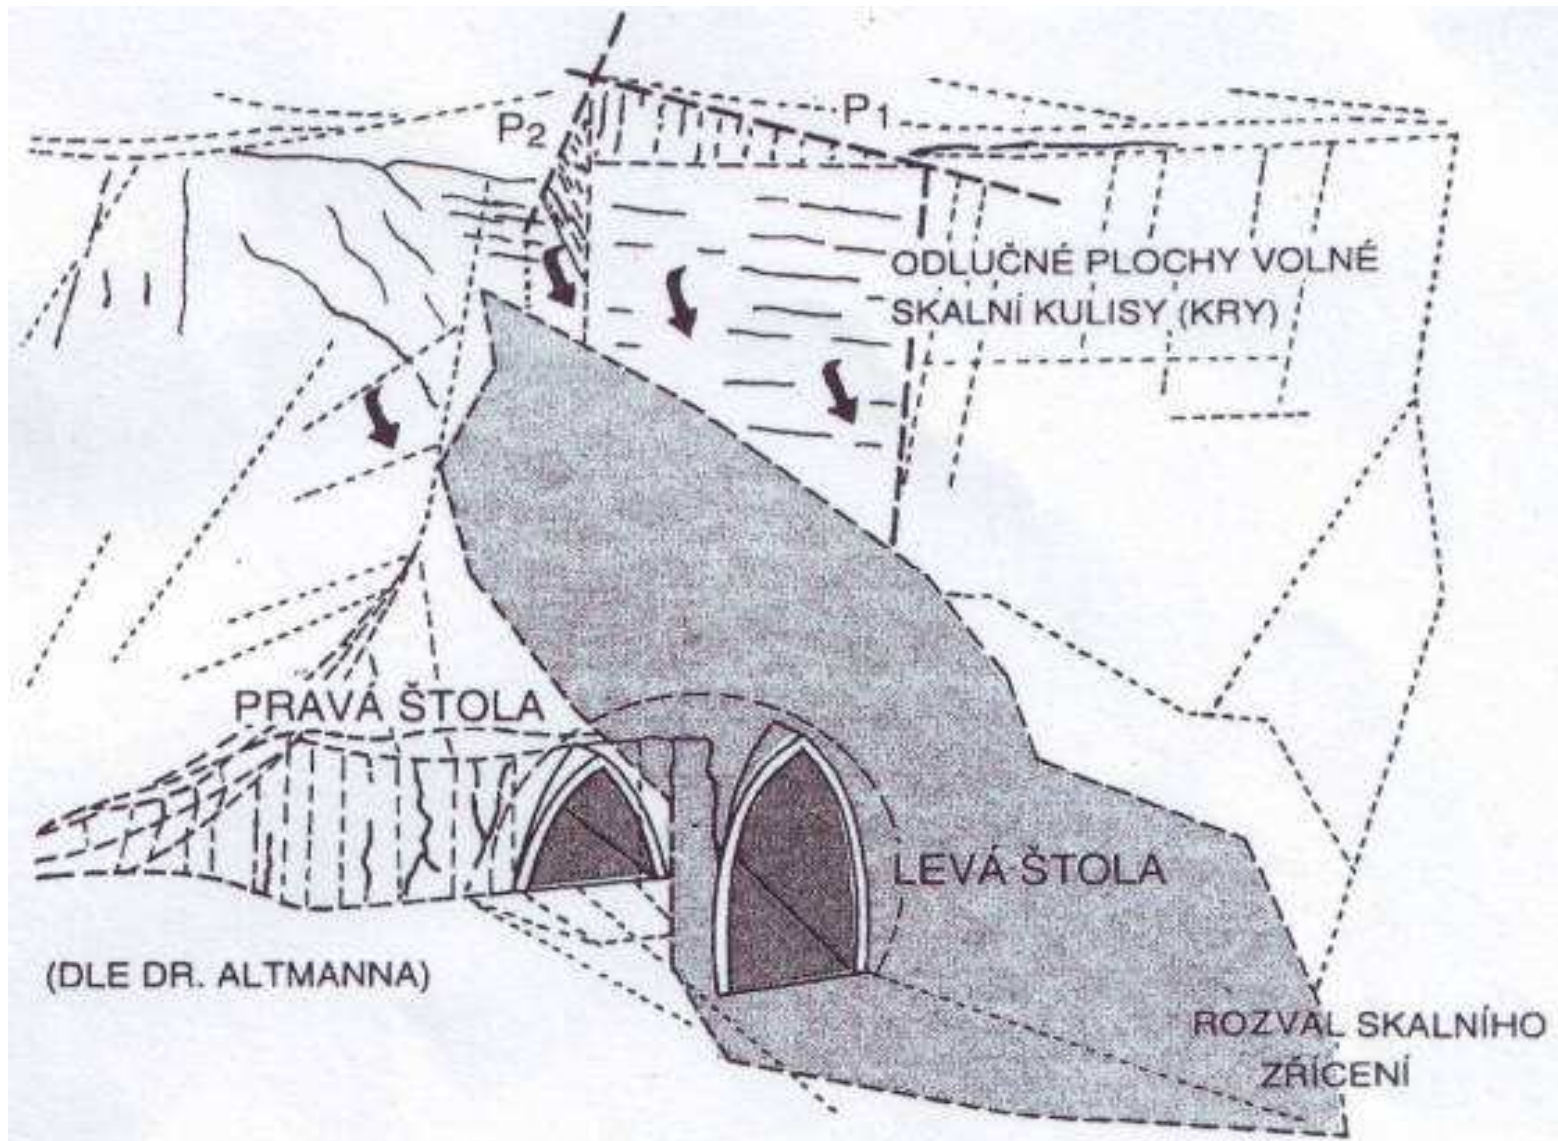 P1
P2
ODLUČNÉ PLOCHY VOLNÉ
SKALNÍ KULISY (KRY)
PRAVÁ ŠTOLA
LEVÁ ŠTOLA
(DLE DR. ALTMANNA)
ROZVAL SKALNÍHO
ZŘÍCENÍ